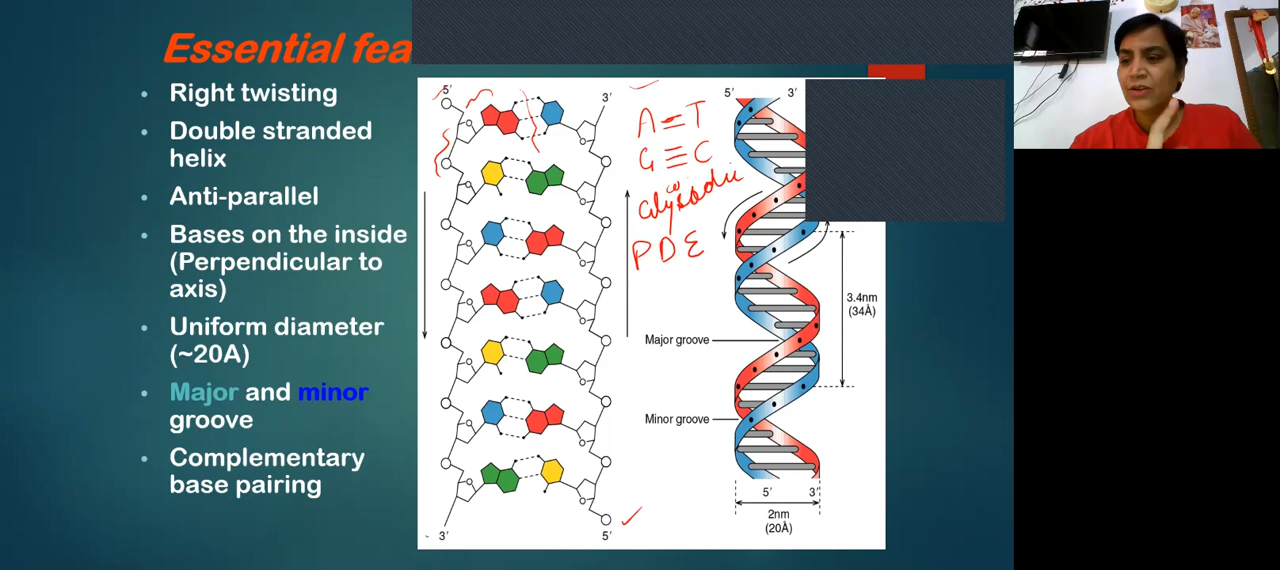 Essential fea
• Right twisting
• Double stranded
helix
• Anti-parallel
• Bases on the inside
(Perpendicular to
axis)
• Uniform diameter
(~20A)
• Major and minor
groove
• Complementary
base pairing
5' 3'
A = T
G ≡ C
PDE
3' 5'
5' 3'
3.4nm
(34Å)
Major groove
Minor groove
5' 3'
2nm
(20Å)